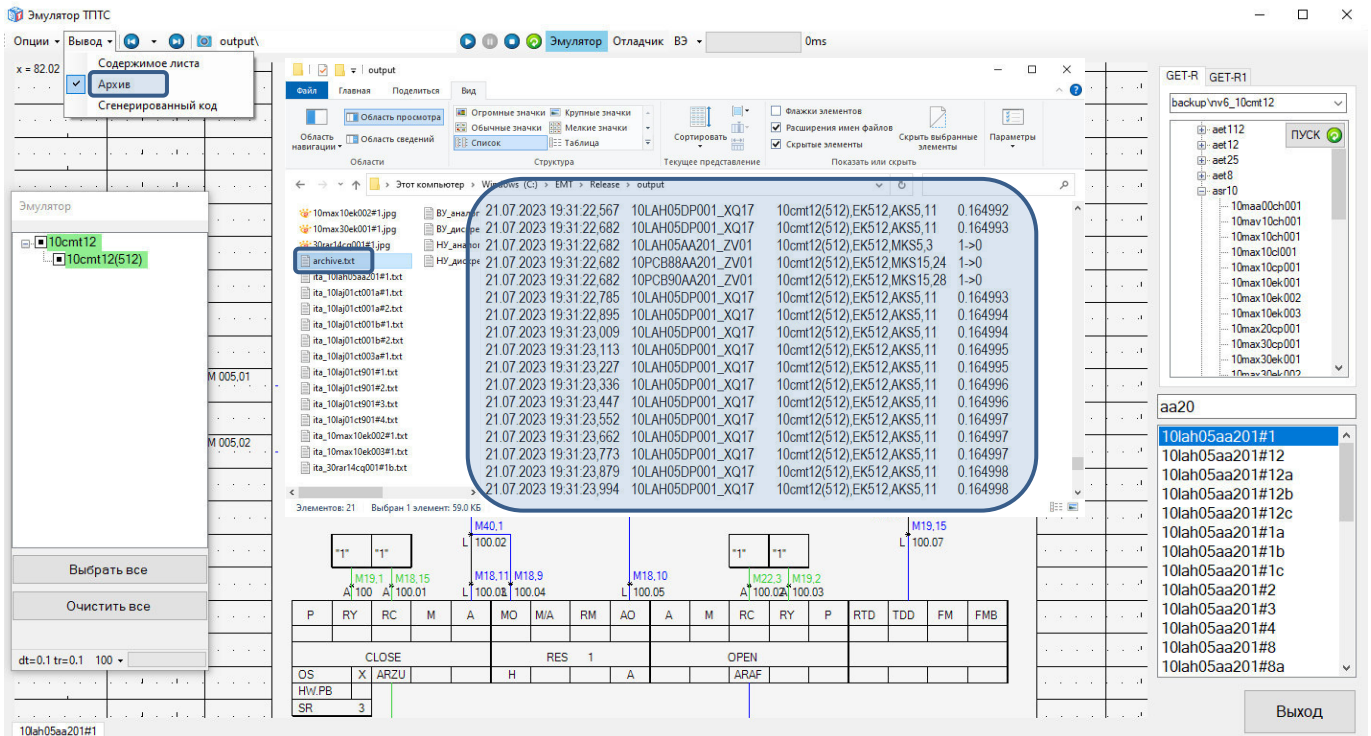 Эмулятор ТПТС
Опции Вывод output\ Эмулятор Отладчик ВЭ 0ms
Содержимое листа
Архив
Сгенерированный код
x = 82.02
output
Файл Главная Поделиться Вид
Область навигации
Область просмотра
Область сведений
Области
Огромные значки Крупные значки
Обычные значки Мелкие значки
Список Таблица
Структура
Сортировать
Текущее представление
Флажки элементов
Расширения имен файлов
Скрытые элементы
Скрыть выбранные элементы
Показать или скрыть
Параметры
Этот компьютер > Windows (C:) > EMT > Release > output
10max10ek002#1.jpg
10max30ek001#1.jpg
30rar14cq001#1.jpg
archive.txt
ita_10lah05aa201#1.txt
ita_10laj01ct001a#1.txt
ita_10laj01ct001a#2.txt
ita_10laj01ct001b#1.txt
ita_10laj01ct001b#2.txt
ita_10laj01ct003a#1.txt
ita_10laj01ct901#1.txt
ita_10laj01ct901#2.txt
ita_10laj01ct901#3.txt
ita_10laj01ct901#4.txt
ita_10max10ek002#1.txt
ita_10max10ek003#1.txt
ita_30rar14cq001#1b.txt
21.07.2023 19:31:22,567 10LAH05DP001_XQ17 10cmt12(512),EK512,AKS5,11 0.164992
21.07.2023 19:31:22,682 10LAH05DP001_XQ17 10cmt12(512),EK512,AKS5,11 0.164993
21.07.2023 19:31:22,682 10LAH05AA201_ZV01 10cmt12(512),EK512,MKS5,3 1->0
21.07.2023 19:31:22,682 10PCB88AA201_ZV01 10cmt12(512),EK512,MKS15,24 1->0
21.07.2023 19:31:22,682 10PCB90AA201_ZV01 10cmt12(512),EK512,MKS15,28 1->0
21.07.2023 19:31:22,785 10LAH05DP001_XQ17 10cmt12(512),EK512,AKS5,11 0.164993
21.07.2023 19:31:22,895 10LAH05DP001_XQ17 10cmt12(512),EK512,AKS5,11 0.164994
21.07.2023 19:31:23,009 10LAH05DP001_XQ17 10cmt12(512),EK512,AKS5,11 0.164994
21.07.2023 19:31:23,113 10LAH05DP001_XQ17 10cmt12(512),EK512,AKS5,11 0.164995
21.07.2023 19:31:23,227 10LAH05DP001_XQ17 10cmt12(512),EK512,AKS5,11 0.164995
21.07.2023 19:31:23,336 10LAH05DP001_XQ17 10cmt12(512),EK512,AKS5,11 0.164996
21.07.2023 19:31:23,447 10LAH05DP001_XQ17 10cmt12(512),EK512,AKS5,11 0.164996
21.07.2023 19:31:23,552 10LAH05DP001_XQ17 10cmt12(512),EK512,AKS5,11 0.164997
21.07.2023 19:31:23,662 10LAH05DP001_XQ17 10cmt12(512),EK512,AKS5,11 0.164997
21.07.2023 19:31:23,773 10LAH05DP001_XQ17 10cmt12(512),EK512,AKS5,11 0.164997
21.07.2023 19:31:23,879 10LAH05DP001_XQ17 10cmt12(512),EK512,AKS5,11 0.164998
21.07.2023 19:31:23,994 10LAH05DP001_XQ17 10cmt12(512),EK512,AKS5,11 0.164998
Элементов: 21 Выбран 1 элемент: 59.0 КБ
Эмулятор
10cmt12
10cmt12(512)
Выбрать все
Очистить все
dt=0.1 tr=0.1 100
M 005,01
M 005,02
M40,1 M19,15
L 100.02 L 100.07
"1" "1" "1" "1"
M19,1 M18,15 M18,11 M18,9 M18,10 M22,3 M19,2
A 100 A 100.01 100.04 L 100.05 100.03
P RY RC M A MO M/A RM AO A M RC RY P RTD TDD FM FMB
CLOSE RES 1 OPEN
OS X ARZU H A ARAF
HW.PB
SR 3
10lah05aa201#1
GET-R GET-R1
backup\nv6_10cmt12
ПУСК
aet112
aet12
aet25
aet8
asr10
10maa00ch001
10mav10ch001
10max10ch001
10max10cl001
10max10cp001
10max10ek001
10max10ek002
10max10ek003
10max20cp001
10max30cp001
10max30ek001
10max30ek002
aa20
10lah05aa201#1
10lah05aa201#12
10lah05aa201#12a
10lah05aa201#12b
10lah05aa201#12c
10lah05aa201#1a
10lah05aa201#1b
10lah05aa201#1c
10lah05aa201#2
10lah05aa201#3
10lah05aa201#4
10lah05aa201#8
10lah05aa201#8a
Выход